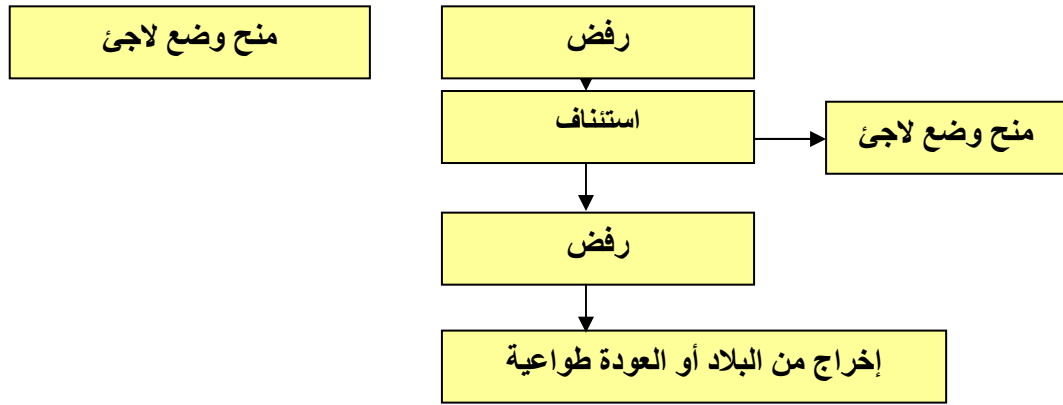 منح وضع لاجئ
رفض
استئناف
منح وضع لاجئ
رفض
إخراج من البلاد أو العودة طواعية